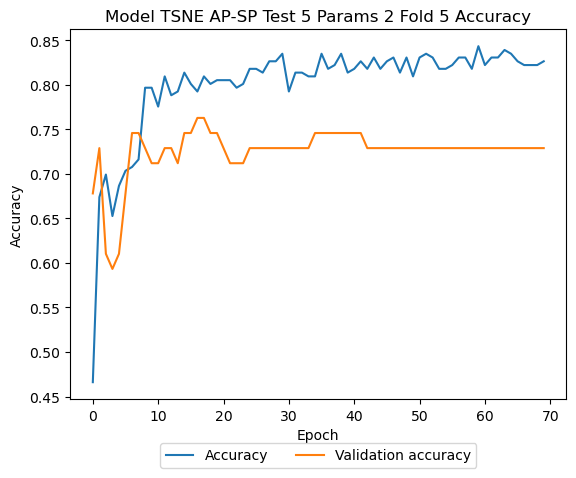 Model TSNE AP-SP Test 5 Params 2 Fold 5 Accuracy
0.85
0.80
0.75
0.70
0.65
0.60
0.55
0.50
0.45
Accuracy
0 10 20 30 40 50 60 70
Epoch
Accuracy Validation accuracy